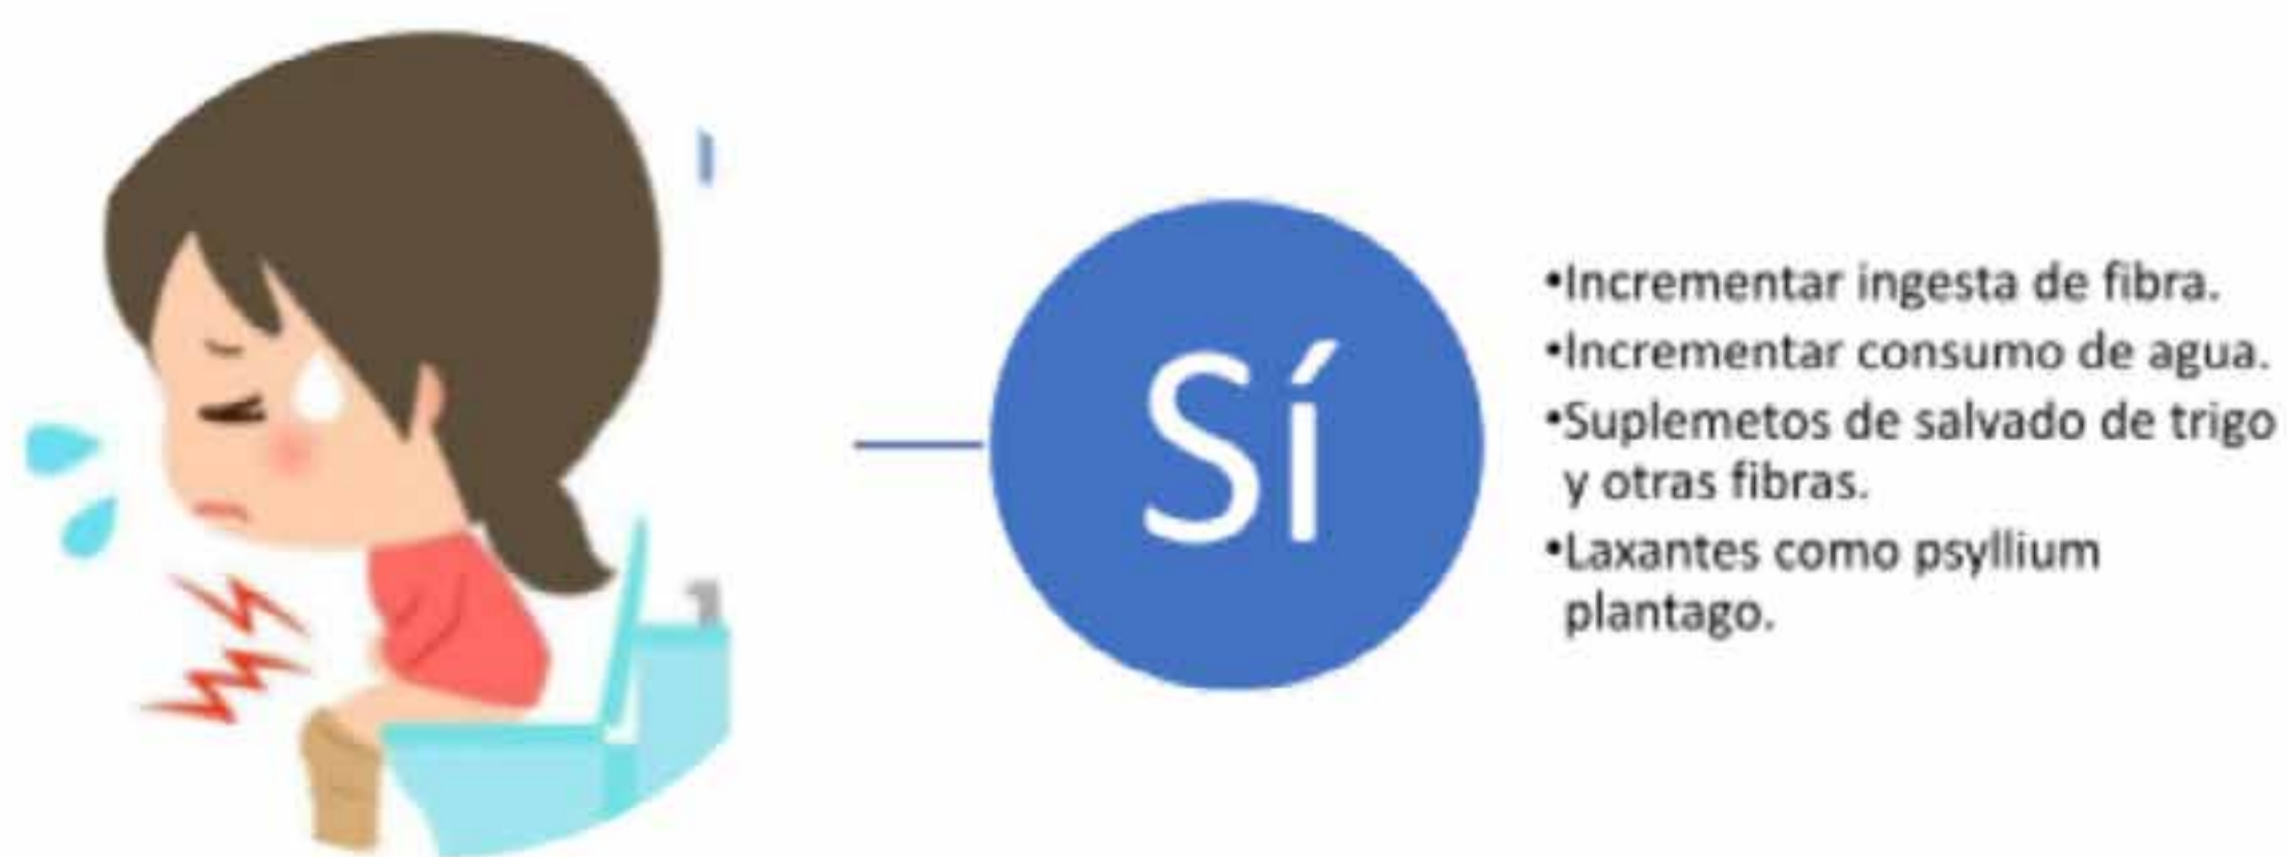 Sí
•Incrementar ingesta de fibra.
•Incrementar consumo de agua.
•Suplemetos de salvado de trigo
y otras fibras.
•Laxantes como psyllium
plantago.